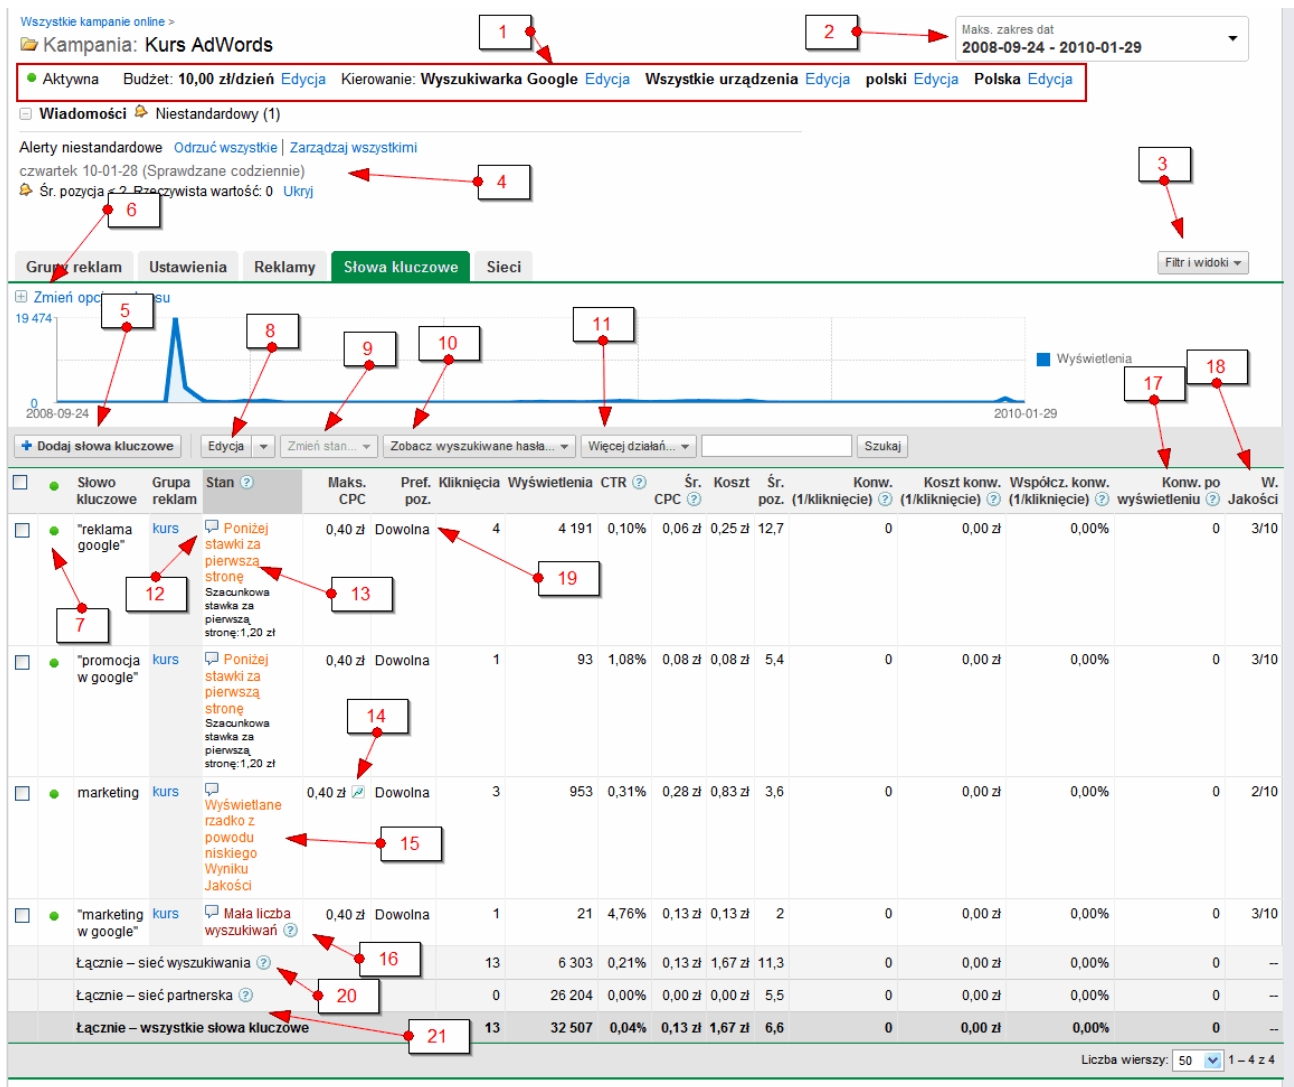 Wszystkie kampanie online >
Kampania: Kurs AdWords
1
2
Maks. zakres dat
2008-09-24 - 2010-01-29
Aktywna Budżet: 10,00 zł/dzień Edycja Kierowanie: Wyszukiwarka Google Edycja Wszystkie urządzenia Edycja polski Edycja Polska Edycja
Wiadomości Niestandardowy (1)
Alerty niestandardowe Odrzuć wszystkie | Zarządzaj wszystkimi
czwartek 10-01-28 (Sprawdzane codziennie)
4
3
Śr. pozycja < 2 Rzeczywista wartość: 0 Ukryj
6
Grupy reklam Ustawienia Reklamy Słowa kluczowe Sieci
Filtr i widoki
Zmień
19 474
5
8
9
10
11
Wyświetlenia
17
18
0
2008-09-24
2010-01-29
Dodaj słowa kluczowe Edycja Zmień stan... Zobacz wyszukiwane hasła... Więcej działań... Szukaj
Słowo kluczowe Grupa reklam Stan Maks. CPC Pref. poz. Kliknięcia Wyświetlenia CTR Śr. CPC Koszt Śr. poz. Konw. (1/kliknięcie) Koszt konw. (1/kliknięcie) Współcz. konw. (1/kliknięcie) Konw. po wyświetleniu W. Jakości
"reklama google" kurs Poniżej stawki za pierwszą stronę 0,40 zł Dowolna 4 4 191 0,10% 0,06 zł 0,25 zł 12,7 0 0,00 zł 0,00% 0 3/10
Szacunkowa stawka za pierwszą stronę:1,20 zł
12
13
19
7
"promocja w google" kurs Poniżej stawki za pierwszą stronę 0,40 zł Dowolna 1 93 1,08% 0,08 zł 0,08 zł 5,4 0 0,00 zł 0,00% 0 3/10
Szacunkowa stawka za pierwszą stronę:1,20 zł
14
marketing kurs Wyświetlane rzadko z powodu niskiego Wyniku Jakości 0,40 zł Dowolna 3 953 0,31% 0,28 zł 0,83 zł 3,6 0 0,00 zł 0,00% 0 2/10
15
"marketing w google" kurs Mała liczba wyszukiwań 0,40 zł Dowolna 1 21 4,76% 0,13 zł 0,13 zł 2 0 0,00 zł 0,00% 0 3/10
16
Łącznie – sieć wyszukiwania 13 6 303 0,21% 0,13 zł 1,67 zł 11,3 0 0,00 zł 0,00% 0 --
Łącznie – sieć partnerska 0 26 204 0,00% 0,00 zł 0,00 zł 5,5 0 0,00 zł 0,00% 0 --
20
Łącznie – wszystkie słowa kluczowe 13 32 507 0,04% 0,13 zł 1,67 zł 6,6 0 0,00 zł 0,00% 0 --
21
Liczba wierszy: 50 1 – 4 z 4